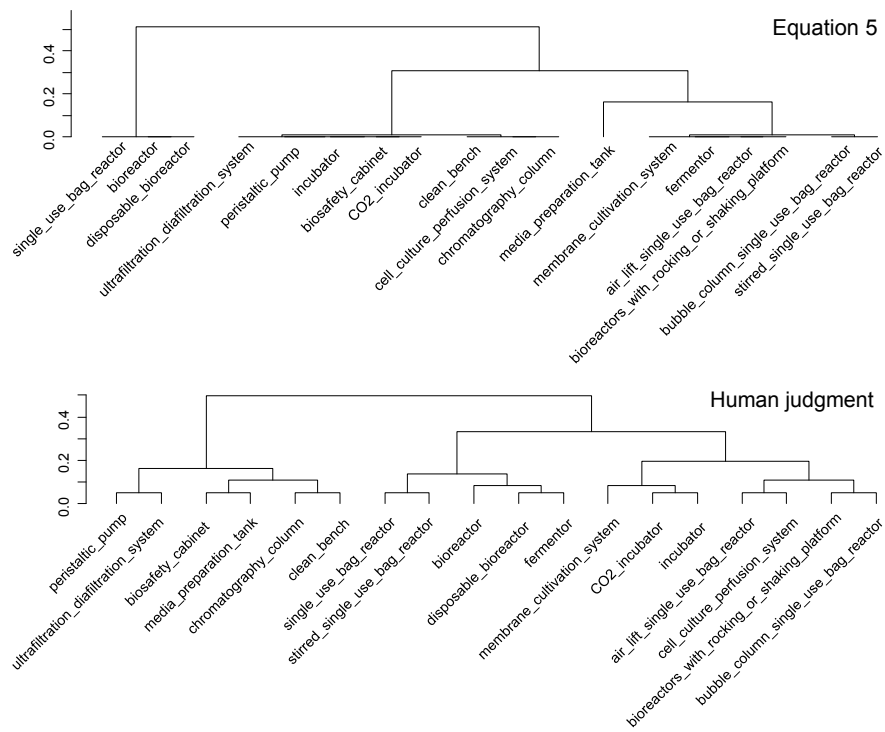 Equation 5
0.4
0.2
0.0
single_use_bag_reactor
bioreactor
disposable_bioreactor
ultrafiltration_diafiltration_system
peristaltic_pump
incubator
biosafety_cabinet
CO2_incubator
clean_bench
cell_culture_perfusion_system
chromatography_column
media_preparation_tank
membrane_cultivation_system
fermentor
air_lift_single_use_bag_reactor
bioreactors_with_rocking_or_shaking_platform
bubble_column_single_use_bag_reactor
stirred_single_use_bag_reactor
Human judgment
0.4
0.2
0.0
peristaltic_pump
ultrafiltration_diafiltration_system
biosafety_cabinet
media_preparation_tank
chromatography_column
clean_bench
single_use_bag_reactor
stirred_single_use_bag_reactor
bioreactor
disposable_bioreactor
fermentor
membrane_cultivation_system
CO2_incubator
incubator
air_lift_single_use_bag_reactor
cell_culture_perfusion_system
bioreactors_with_rocking_or_shaking_platform
bubble_column_single_use_bag_reactor